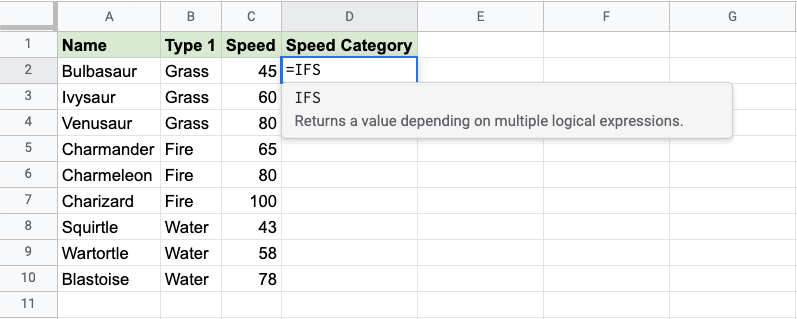 A B C D E F G
1 Name Type 1 Speed Speed Category
2 Bulbasaur Grass 45 =IFS
3 Ivysaur Grass 60 IFS
4 Venusaur Grass 80 Returns a value depending on multiple logical expressions.
5 Charmander Fire 65
6 Charmeleon Fire 80
7 Charizard Fire 100
8 Squirtle Water 43
9 Wartortle Water 58
10 Blastoise Water 78
11